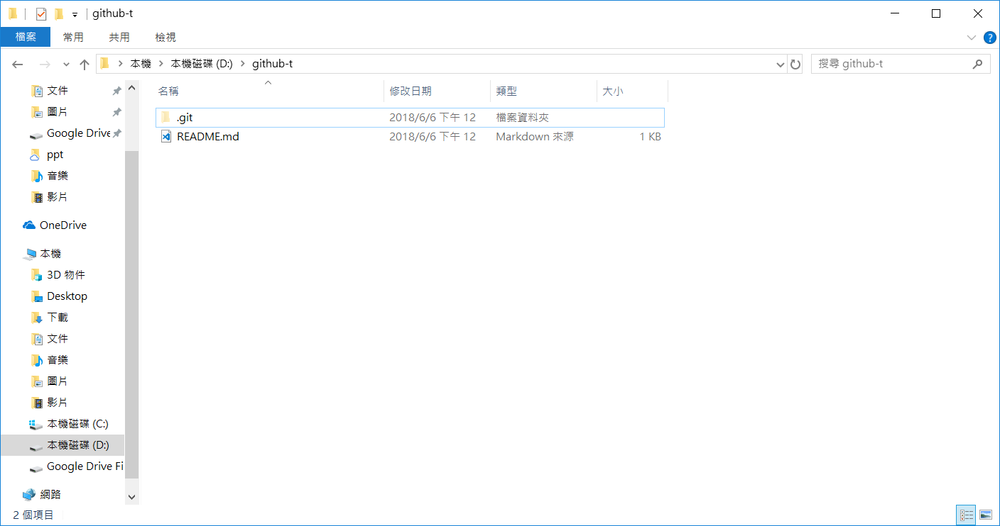 github-t
檔案 常用 共用 檢視
本機 本機磁碟 (D:) github-t 搜尋 github-t
名稱 修改日期 類型 大小
.git 2018/6/6 下午 12 檔案資料夾
README.md 2018/6/6 下午 12 Markdown 來源 1 KB
文件
圖片
Google Drive
ppt
音樂
影片
OneDrive
本機
3D 物件
Desktop
下載
文件
音樂
圖片
影片
本機磁碟 (C:)
本機磁碟 (D:)
Google Drive Fi
網路
2 個項目